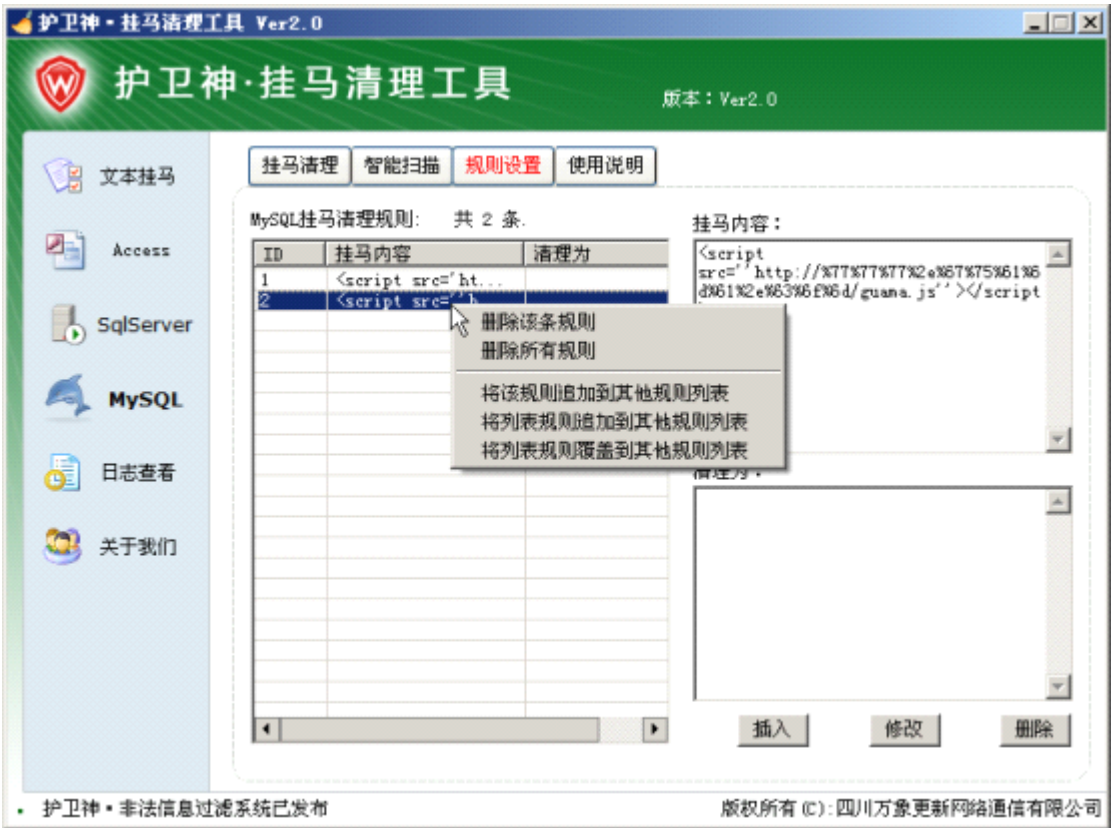 护卫神·挂马清理工具 Ver2.0
护卫神·挂马清理工具
版本：Ver2.0
文本挂马
Access
SqlServer
MySQL
日志查看
关于我们
挂马清理 智能扫描 规则设置 使用说明
MySQL挂马清理规则: 共 2 条.
ID 挂马内容 清理为
1 <script src='ht...
2 <script src=''h
删除该条规则
删除所有规则
将该规则追加到其他规则列表
将列表规则追加到其他规则列表
将列表规则覆盖到其他规则列表
挂马内容：
<script
src=''http://%77%77%77%2e%67%75%61%6
d%61%2e%63%6f%6d/guama.js''></script
清理为：
插入 修改 删除
护卫神·非法信息过滤系统已发布
版权所有(C):四川万象更新网络通信有限公司